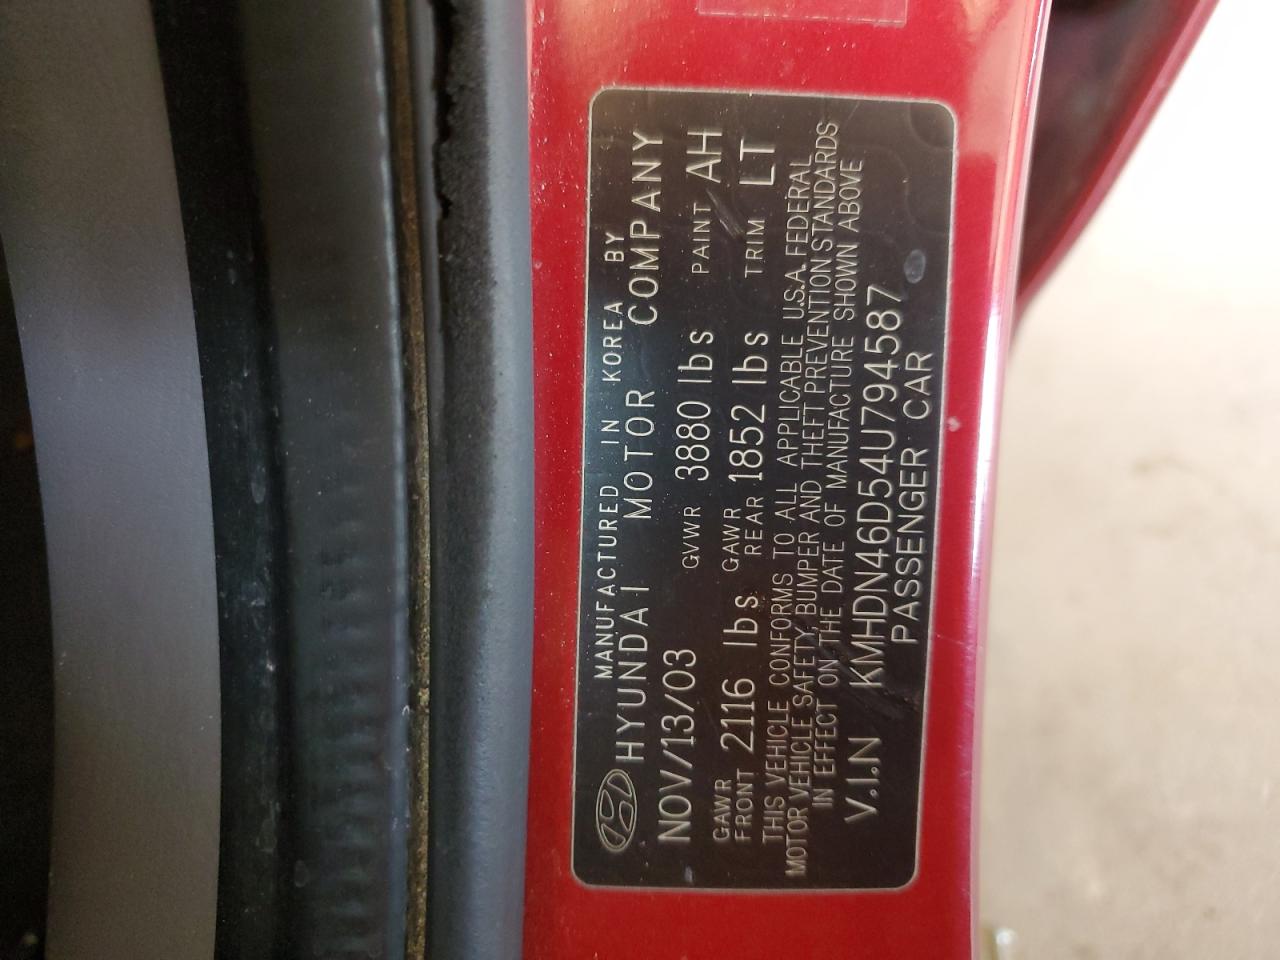 MANUFACTURED IN KOREA BY
HYUNDAI MOTOR COMPANY
NOV/13/03 GVWR 3880 lbs PAINT AH
GAWR FRONT 2116 lbs GAWR REAR 1852 lbs TRIM LT
THIS VEHICLE CONFORMS TO ALL APPLICABLE U.S.A. FEDERAL
MOTOR VEHICLE SAFETY, BUMPER AND THEFT PREVENTION STANDARDS
IN EFFECT ON THE DATE OF MANUFACTURE SHOWN ABOVE
V.I.N KMHDN46D54U794587
PASSENGER CAR